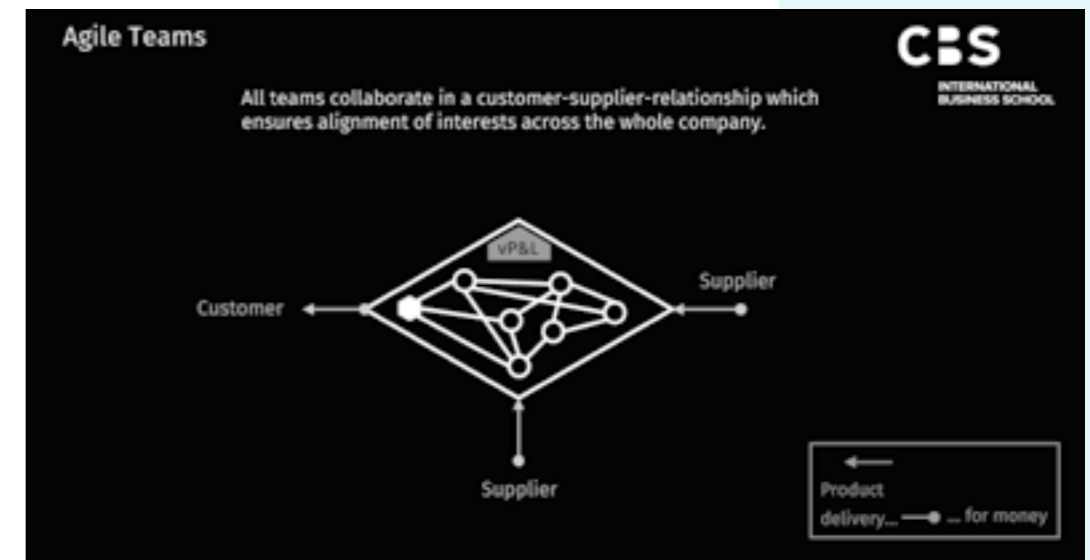 Agile Teams
CBS
INTERNATIONAL
BUSINESS SCHOOL
All teams collaborate in a customer-supplier-relationship which
ensures alignment of interests across the whole company.
vP&L
Supplier
Customer
Supplier
Product
delivery... ... for money